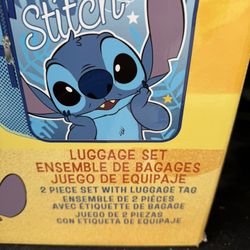 Stitch
LUGGAGE SET
ENSEMBLE DE BAGAGES
JUEGO DE EQUIPAJE
2 PIECE SET WITH LUGGAGE TAG
ENSEMBLE DE 2 PIÈCES
AVEC ÉTIQUETTE DE BAGAGE
JUEGO DE 2 PIEZAS
CON ETIQUETA DE EQUIPAJE